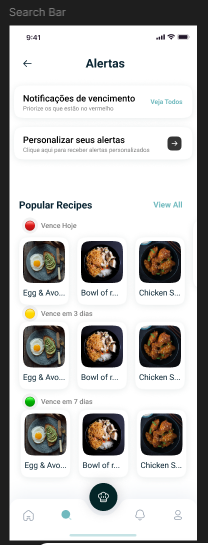 Search Bar
9:41
Alertas
Notificações de vencimento
Priorize os que estão no vermelho
Veja Todos
Personalizar seus alertas
Clique aqui para receber alertas personalizados
Popular Recipes
View All
Vence Hoje
Egg & Avo...
Bowl of r...
Chicken S...
Vence em 3 dias
Egg & Avo...
Bowl of r...
Chicken S...
Vence em 7 dias
Egg & Avo...
Bowl of r...
Chicken S...